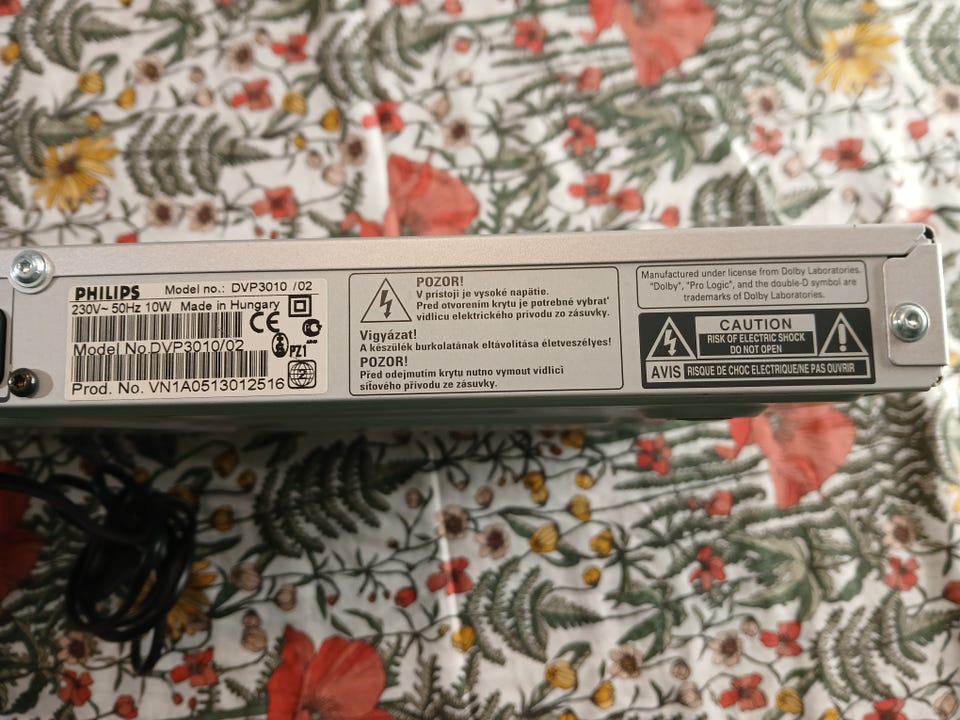 PHILIPS Model no.: DVP3010 /02
230V~ 50Hz 10W Made in Hungary
CE
PZ1
Model No.DVP3010/02
Prod. No. VN1A0513012516
POZOR!
V prístoji je vysoké napätie.
Pred otvorením krytu je potrebné vybrat'
vidlicu elektrického prívodu zo zásuvky.
Vigyázat!
A készülék burkolatának eltávolítása életveszélyes!
POZOR!
Před odejmutím krytu nutno vymout vidlici
síťového přívodu ze zásuvky.
Manufactured under license from Dolby Laboratories.
"Dolby", "Pro Logic", and the double-D symbol are
trademarks of Dolby Laboratories.
CAUTION
RISK OF ELECTRIC SHOCK
DO NOT OPEN
AVIS RISQUE DE CHOC ELECTRIQUE/NE PAS OUVRIR